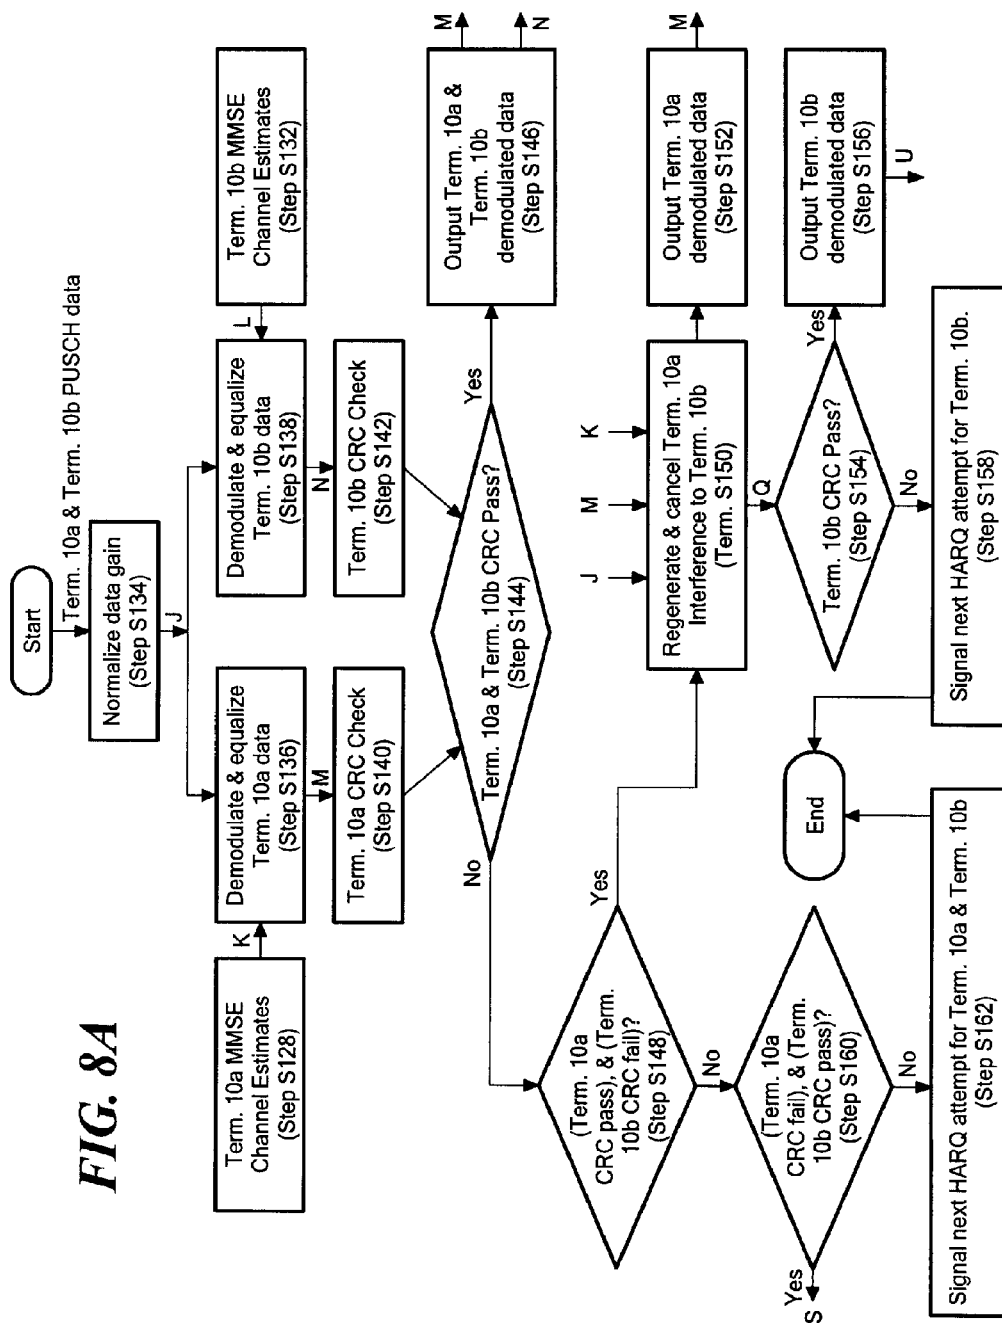 FIG. 8A
Start
Term. 10a & Term. 10b PUSCH data
Normalize data gain
(Step S134)
J
Term. 10a MMSE
Channel Estimates
(Step S128)
K
Demodulate & equalize
Term. 10a data
(Step S136)
Demodulate & equalize
Term. 10b data
(Step S138)
L
Term. 10b MMSE
Channel Estimates
(Step S132)
M
N
Term. 10a CRC Check
(Step S140)
Term. 10b CRC Check
(Step S142)
Term. 10a & Term. 10b CRC Pass?
(Step S144)
No
Yes
Output Term. 10a &
Term. 10b
demodulated data
(Step S146)
M
N
(Term. 10a
CRC pass), & (Term.
10b CRC fail)?
(Step S148)
Yes
No
J
M
K
Regenerate & cancel Term. 10a
Interference to Term. 10b
(Term. S150)
Output Term. 10a
demodulated data
(Step S152)
M
Q
(Term. 10a
CRC fail), & (Term.
10b CRC pass)?
(Step S160)
Yes
S
No
End
Term. 10b CRC Pass?
(Step S154)
Yes
No
Output Term. 10b
demodulated data
(Step S156)
U
Signal next HARQ attempt for Term. 10a & Term. 10b
(Step S162)
Signal next HARQ attempt for Term. 10b.
(Step S158)